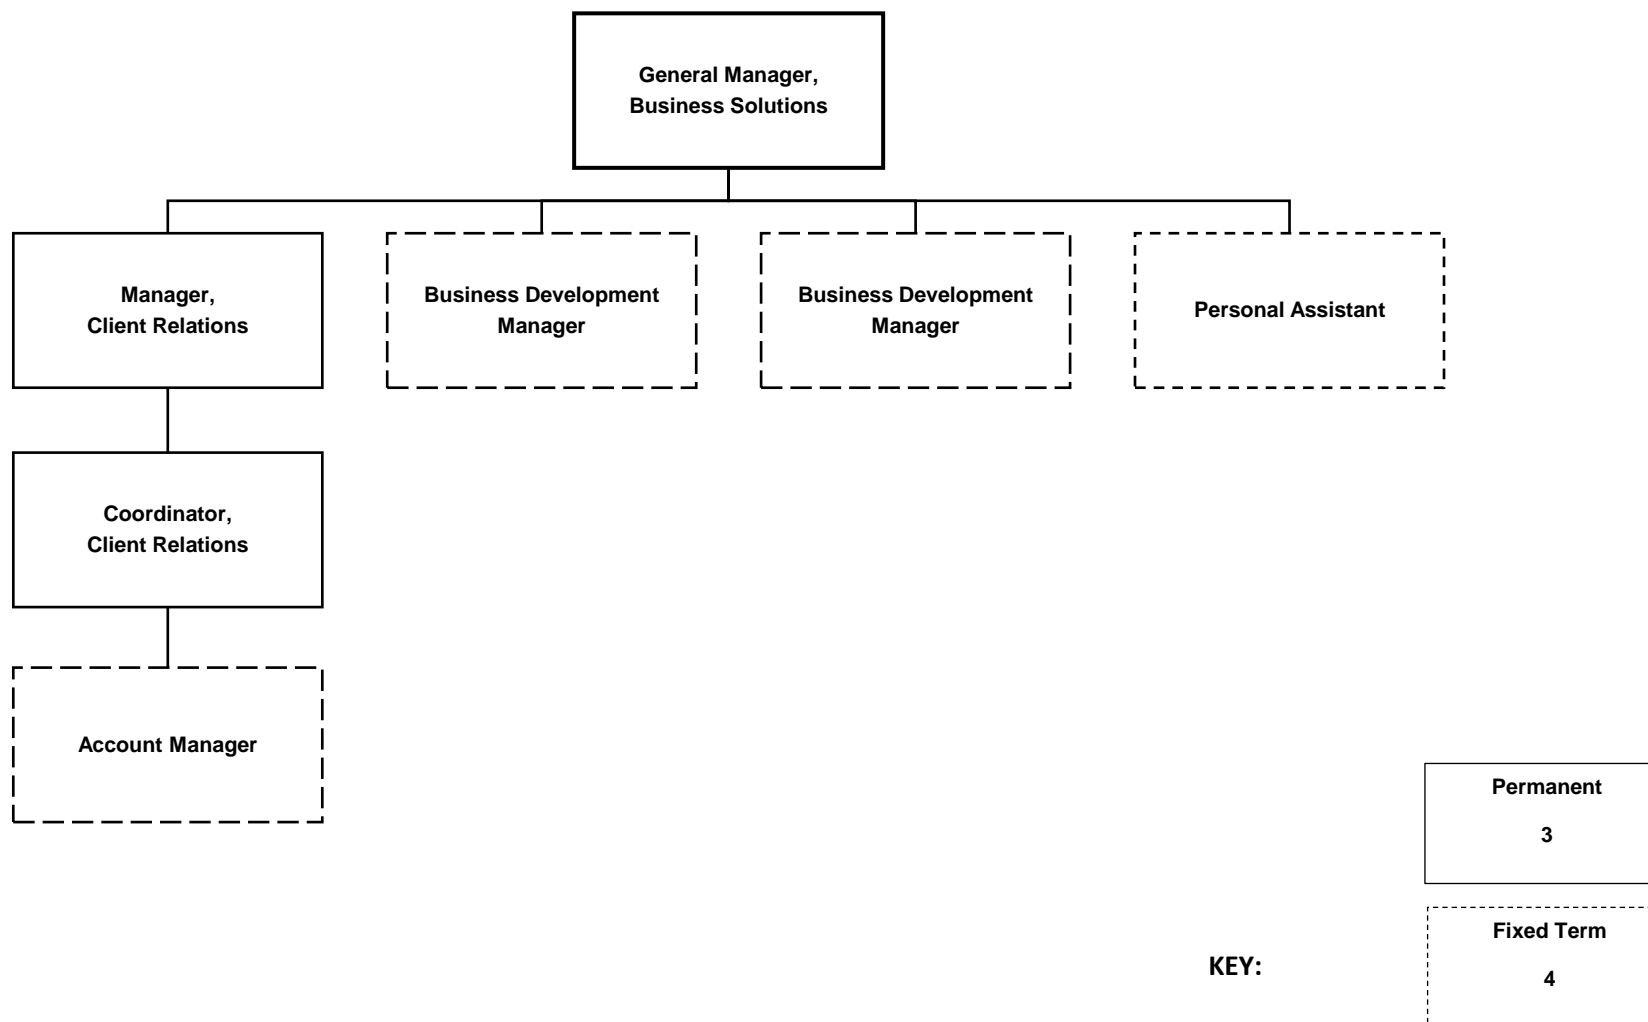 General Manager,
Business Solutions
Manager,
Client Relations
Business Development
Manager
Business Development
Manager
Personal Assistant
Coordinator,
Client Relations
Account Manager
Permanent
3
Fixed Term
4
KEY: